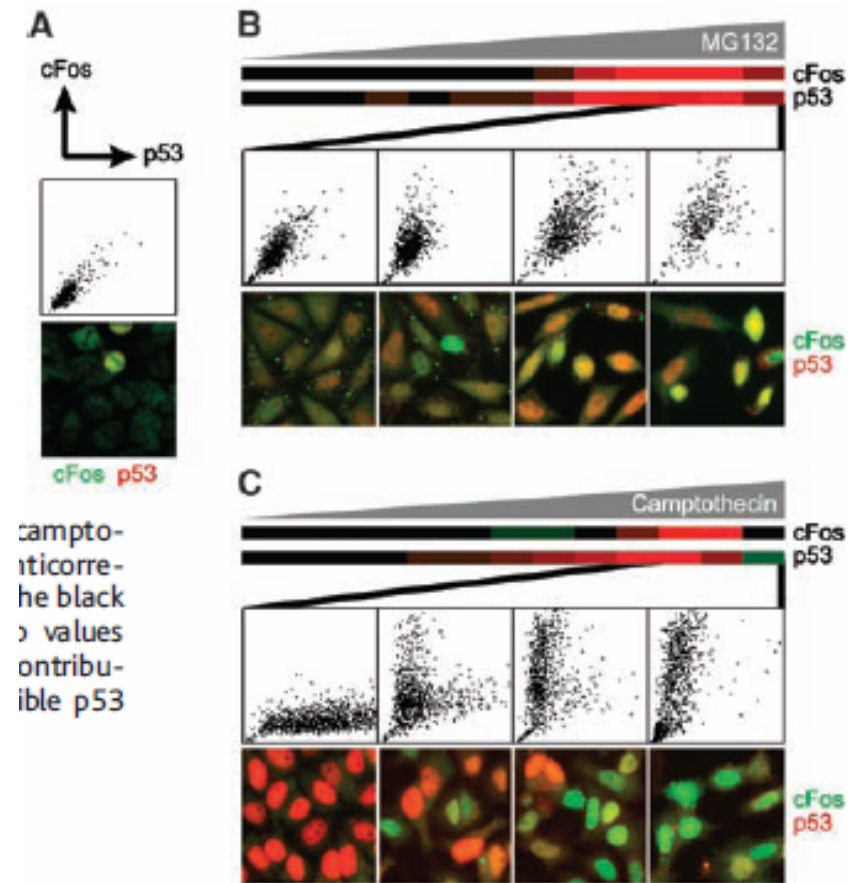 A
cFos
p53
cFos p53
campto-
nticorre-
he black
values
ontribu-
ible p53
B
MG132
cFos
p53
cFos
p53
C
Camptothecin
cFos
p53
cFos
p53